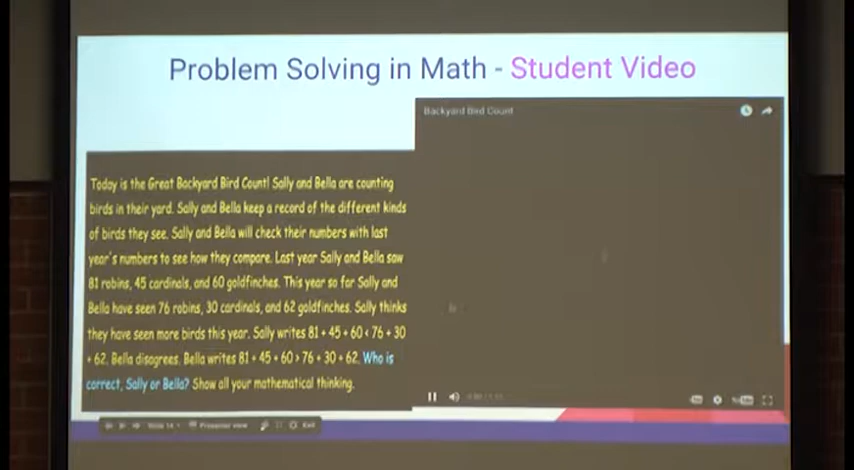 Problem Solving in Math - Student Video
Backyard Bird Count
Today is the Great Backyard Bird Count! Sally and Bella are counting
birds in their yard. Sally and Bella keep a record of the different kinds
of birds they see. Sally and Bella will check their numbers with last
year's numbers to see how they compare. Last year Sally and Bella saw
81 robins, 45 cardinals, and 60 goldfinches. This year so far Sally and
Bella have seen 76 robins, 30 cardinals, and 62 goldfinches. Sally thinks
they have seen more birds this year. Sally writes 81 + 45 + 60 < 76 + 30
+ 62. Bella disagrees. Bella writes 81 + 45 + 60 > 76 + 30 + 62. Who is
correct, Sally or Bella? Show all your mathematical thinking.
Slide 14
Presenter view
Exit